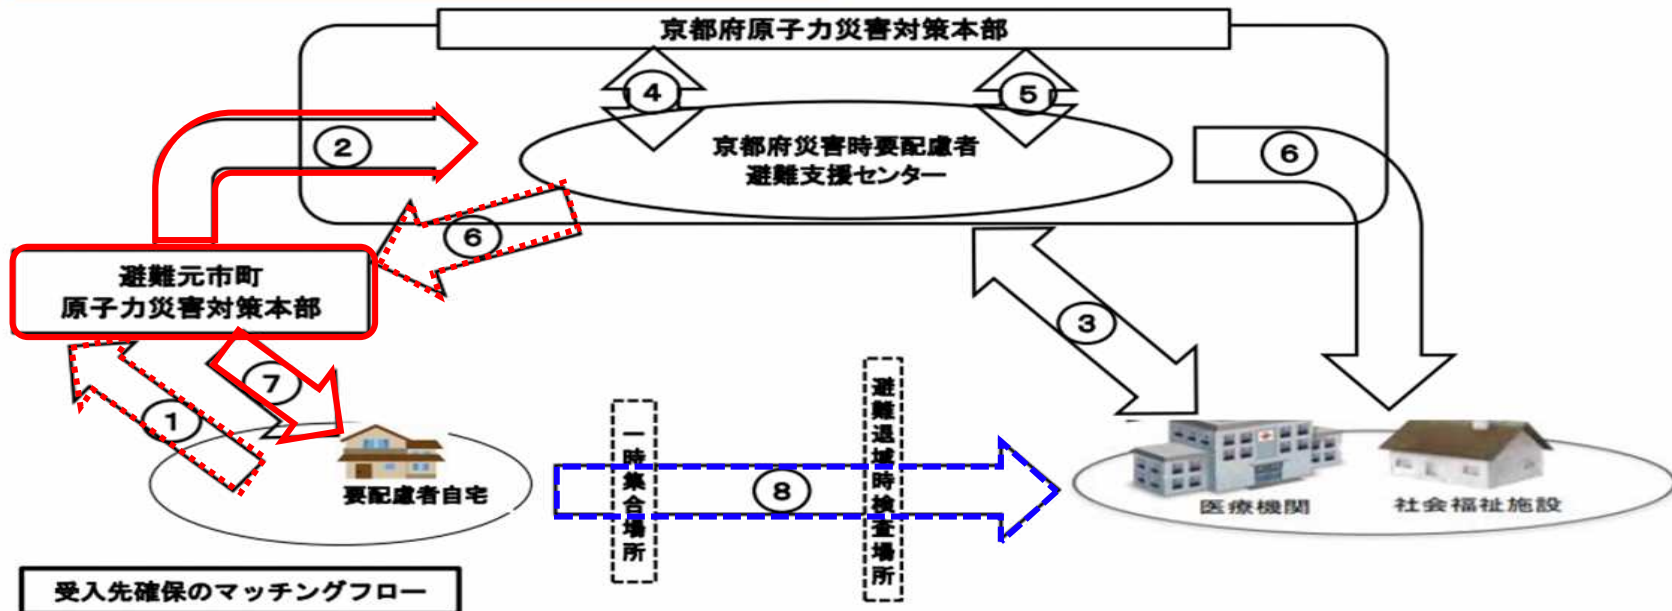 京都府原子力災害対策本部
④
⑤
②
京都府災害時要配慮者
避難支援センター
⑥
⑥
避難元市町
原子力災害対策本部
③
⑦
①
要配慮者自宅
一時集合場所
⑧
避難退域時検査場所
医療機関
社会福祉施設
受入先確保のマッチングフロー